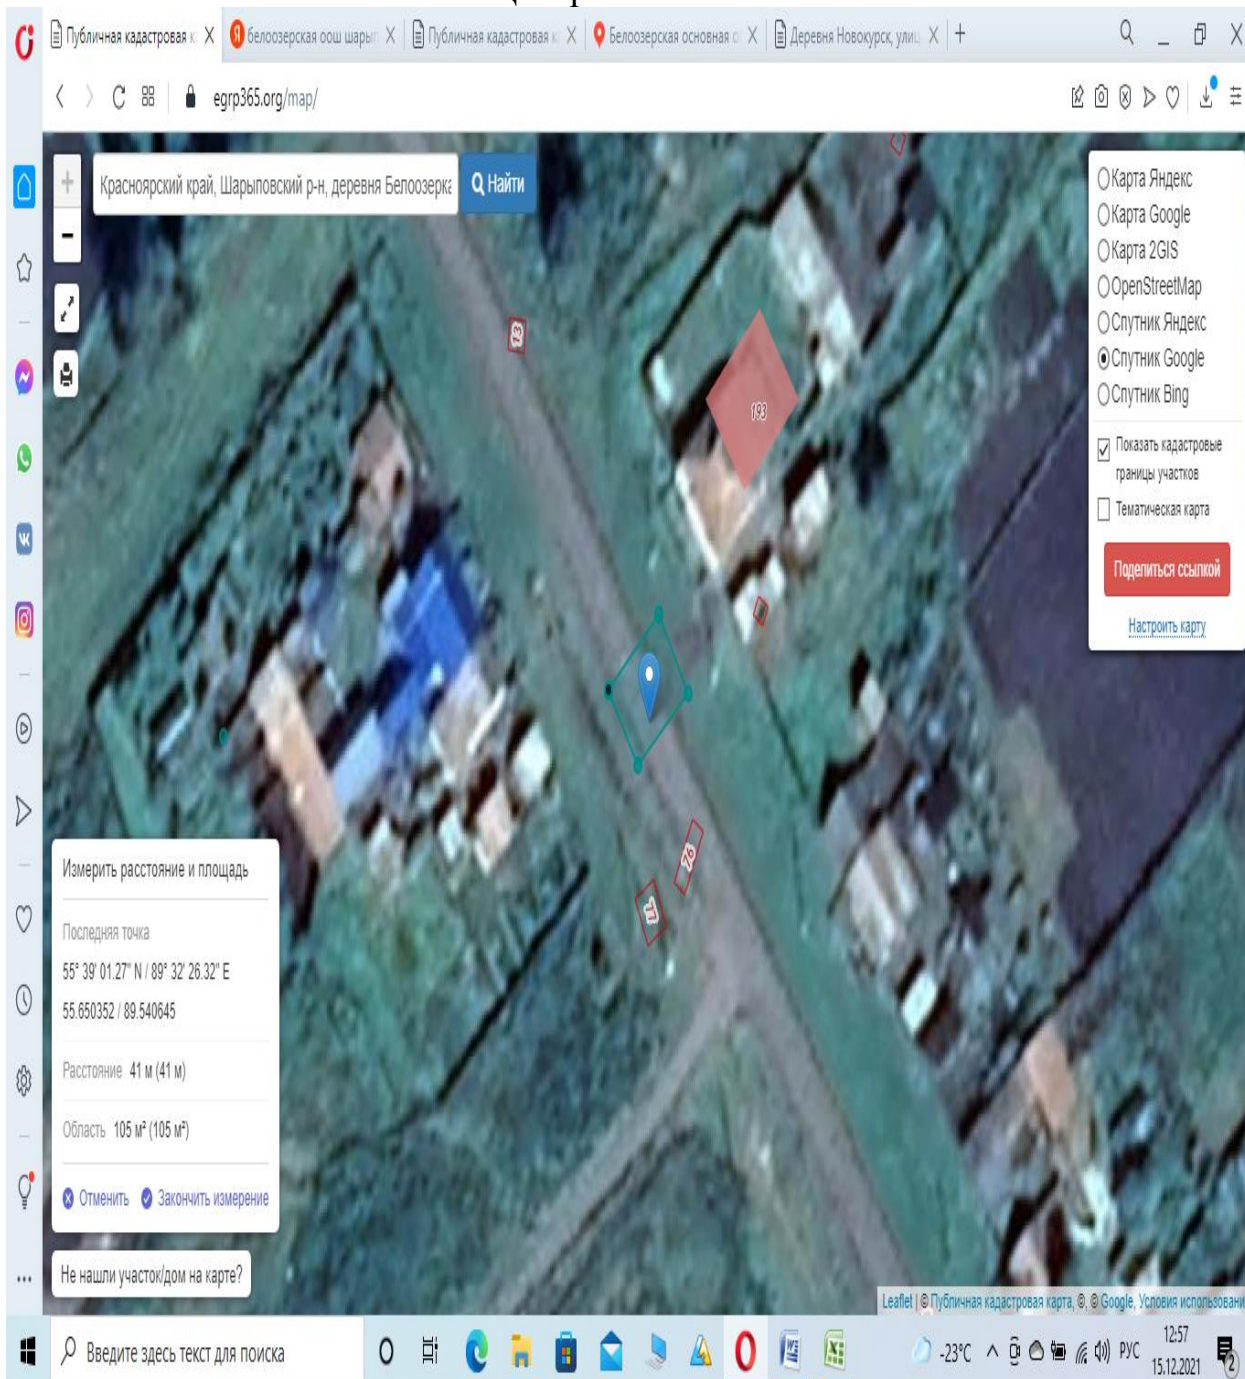 Публичная кадастровая к
белоозерская оош шарып
Публичная кадастровая к
Белоозерская основная о
Деревня Новокурск, улиц
egrp365.org/map/
Красноярский край, Шарыповский р-н, деревня Белоозерка
Найти
Карта Яндекс
Карта Google
Карта 2GIS
OpenStreetMap
Спутник Яндекс
Спутник Google
Спутник Bing
Показать кадастровые
границы участков
Тематическая карта
Поделиться ссылкой
Настроить карту
13
193
76
77
Измерить расстояние и площадь
Последняя точка
55° 39' 01.27" N / 89° 32' 26.32" E
55.650352 / 89.540645
Расстояние 41 м (41 м)
Область 105 м² (105 м²)
Отменить Закончить измерение
Не нашли участок/дом на карте?
Leaflet | © Публичная кадастровая карта, ©, © Google, Условия использовани
Введите здесь текст для поиска
-23°C
РУС
12:57
15.12.2021
2